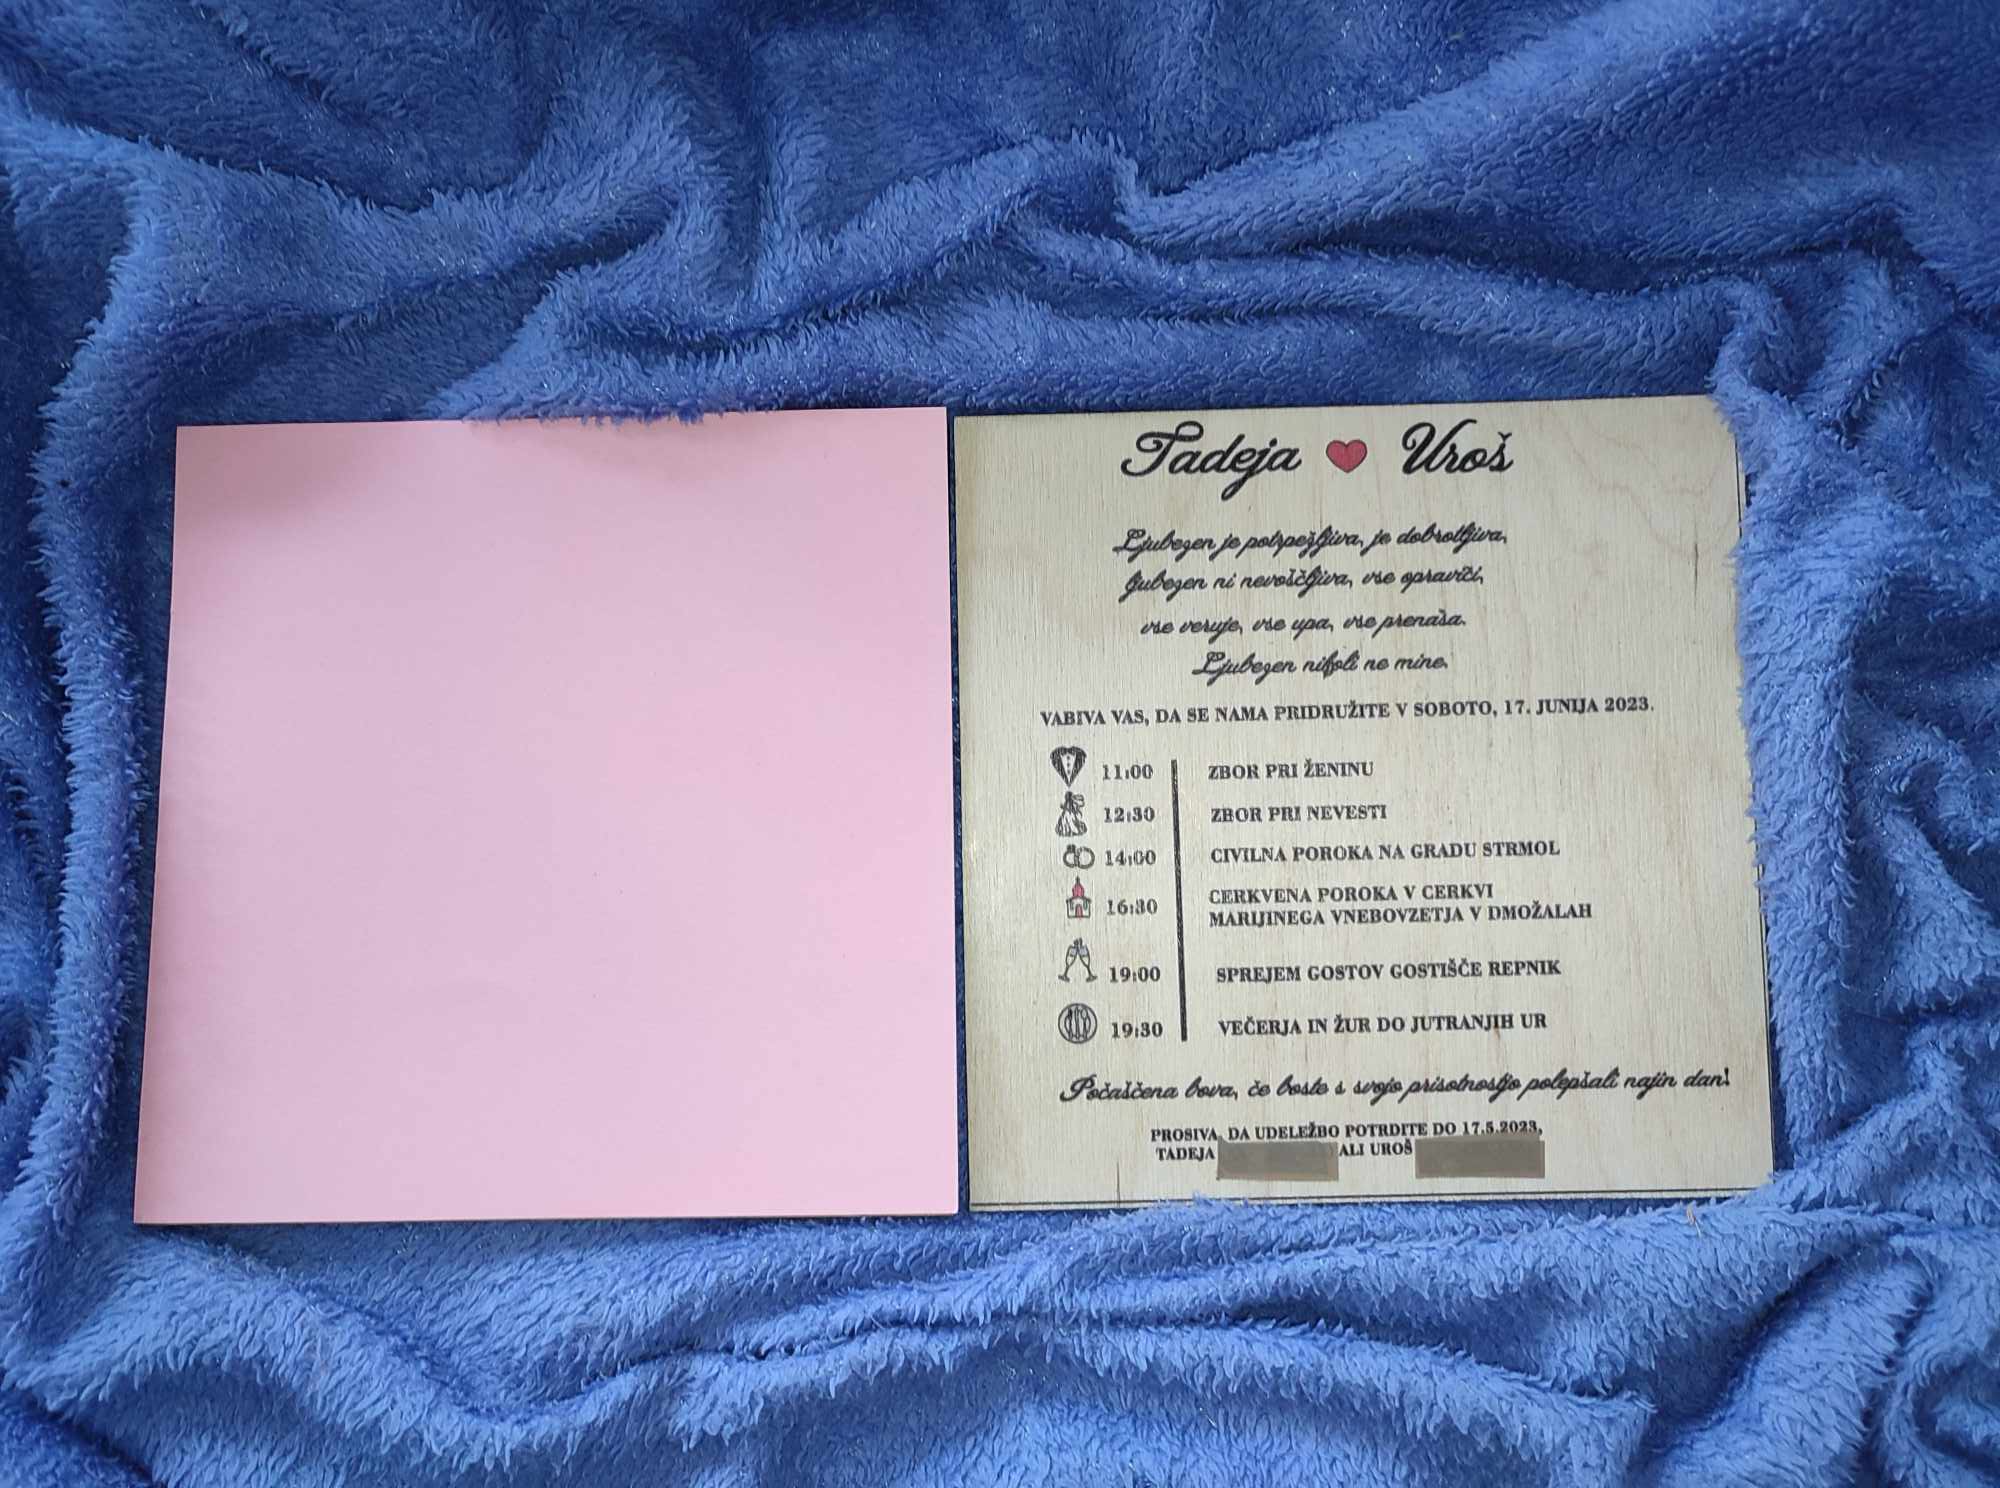 Tadeja Uroš
Ljubezen je potrpežljiva, je dobrotljiva,
ljubezen ni nevoščljiva, vse opraviči,
vse veruje, vse upa, vse prenaša.
Ljubezen nikoli ne mine.
VABIVA VAS, DA SE NAMA PRIDRUŽITE V SOBOTO, 17. JUNIJA 2023.
11:00 ZBOR PRI ŽENINU
12:30 ZBOR PRI NEVESTI
14:00 CIVILNA POROKA NA GRADU STRMOL
16:30 CERKVENA POROKA V CERKVI
MARIJINEGA VNEBOVZETJA V DMOŽALAH
19:00 SPREJEM GOSTOV GOSTIŠČE REPNIK
19:30 VEČERJA IN ŽUR DO JUTRANJIH UR
Počaščena bova, če boste s svojo prisotnostjo polepšali najin dan!
PROSIVA, DA UDELEŽBO POTRDITE DO 17.5.2023,
TADEJA ALI UROŠ